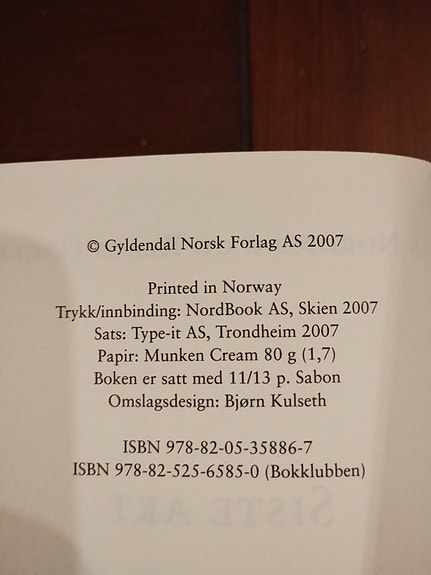 © Gyldendal Norsk Forlag AS 2007
Printed in Norway
Trykk/innbinding: NordBook AS, Skien 2007
Sats: Type-it AS, Trondheim 2007
Papir: Munken Cream 80 g (1,7)
Boken er satt med 11/13 p. Sabon
Omslagsdesign: Bjørn Kulseth
ISBN 978-82-05-35886-7
ISBN 978-82-525-6585-0 (Bokklubben)
SISTE AKT